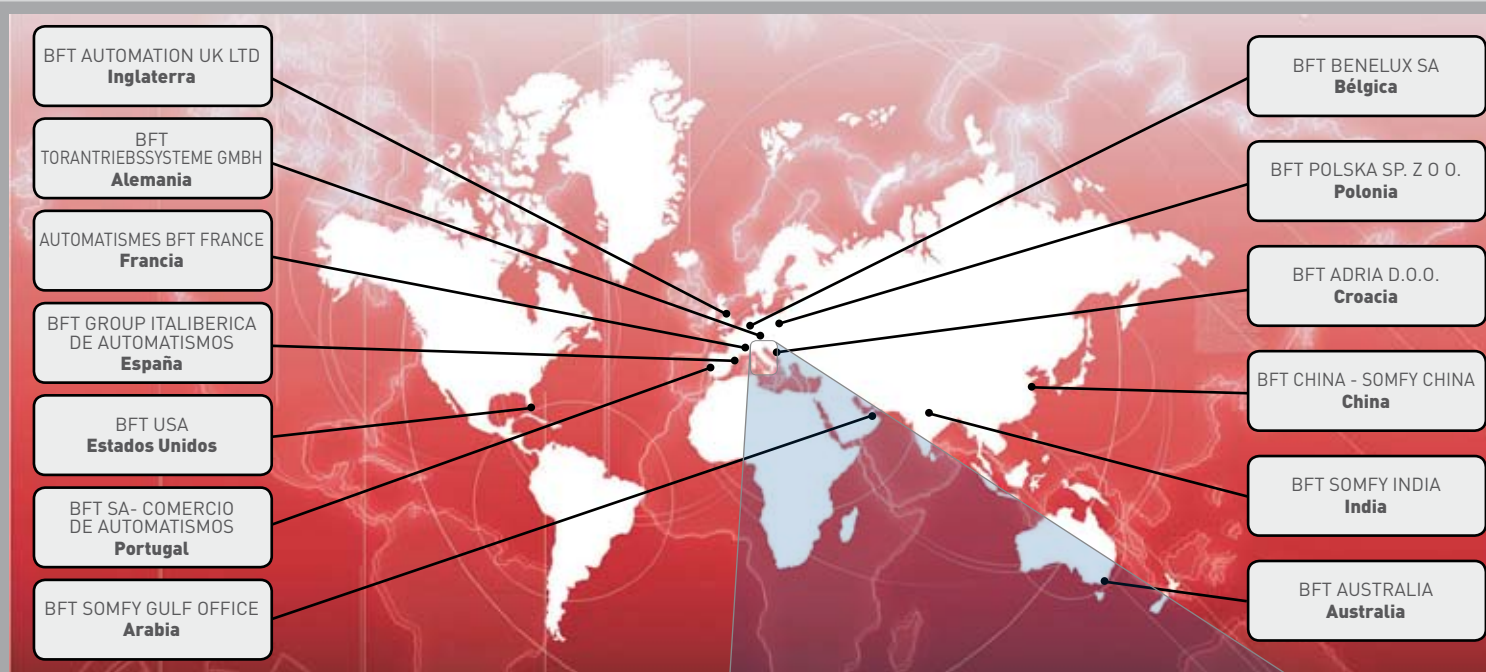 BFT AUTOMATION UK LTD
Inglaterra
BFT
TORANTRIEBSSYSTEME GMBH
Alemania
AUTOMATISMES BFT FRANCE
Francia
BFT GROUP ITALIBERICA
DE AUTOMATISMOS
España
BFT USA
Estados Unidos
BFT SA- COMERCIO
DE AUTOMATISMOS
Portugal
BFT SOMFY GULF OFFICE
Arabia
BFT BENELUX SA
Bélgica
BFT POLSKA SP. Z O O.
Polonia
BFT ADRIA D.O.O.
Croacia
BFT CHINA - SOMFY CHINA
China
BFT SOMFY INDIA
India
BFT AUSTRALIA
Australia